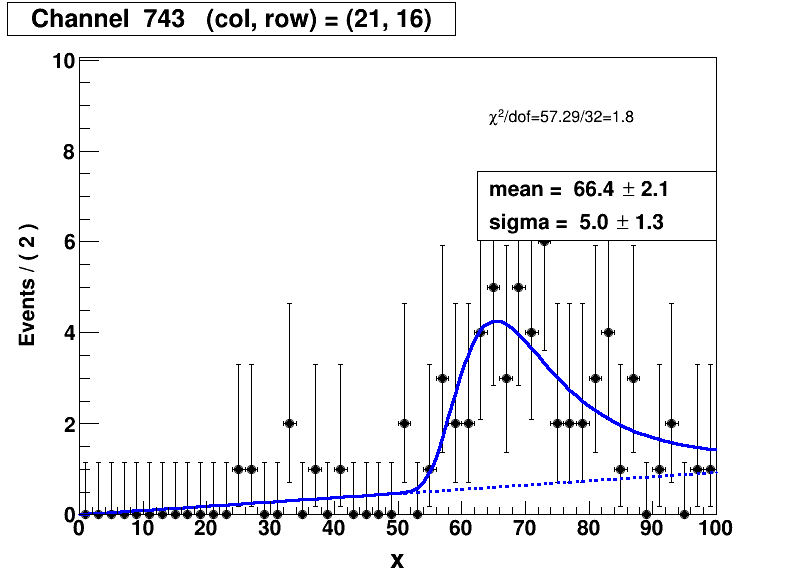 Channel 743 (col, row) = (21, 16)
χ²/dof=57.29/32=1.8
mean = 66.4 ± 2.1
sigma = 5.0 ± 1.3
Events / ( 2 )
10
8
6
4
2
0
0 10 20 30 40 50 60 70 80 90 100
x